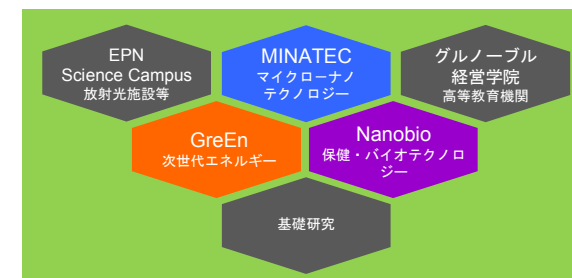 EPN
Science Campus
放射光施設等
MINATEC
マイクローナノ
テクノロジー
グルノーブル
経営学院
高等教育機関
GreEn
次世代エネルギー
Nanobio
保健・バイオテクノロ
ジー
基礎研究